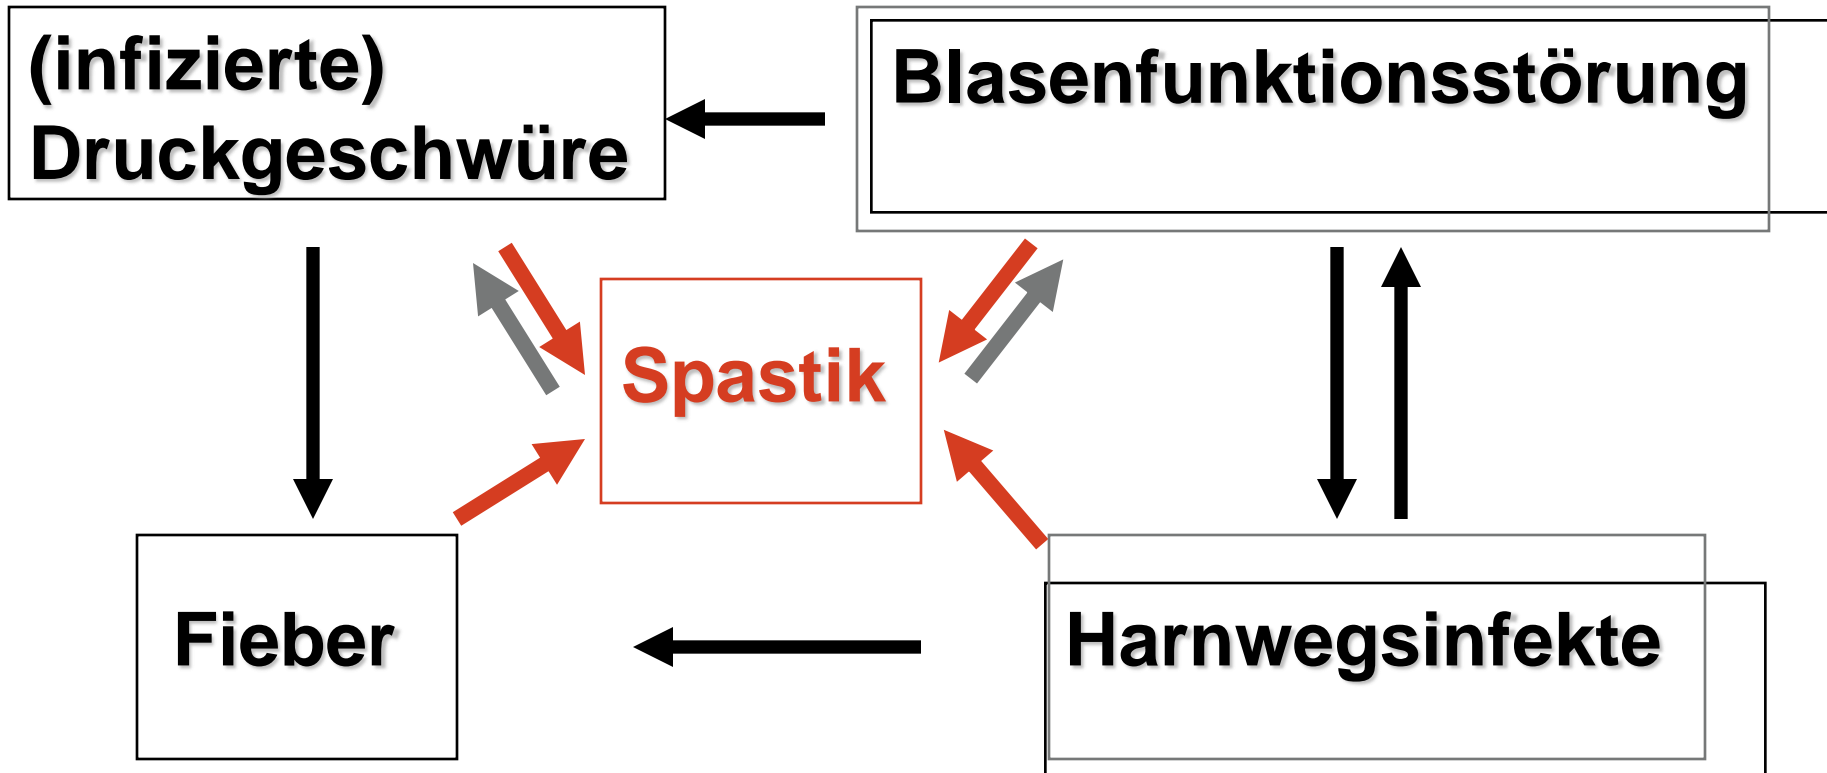 (infizierte)
Druckgeschwüre
Blasenfunktionsstörung
Spastik
Fieber
Harnwegsinfekte